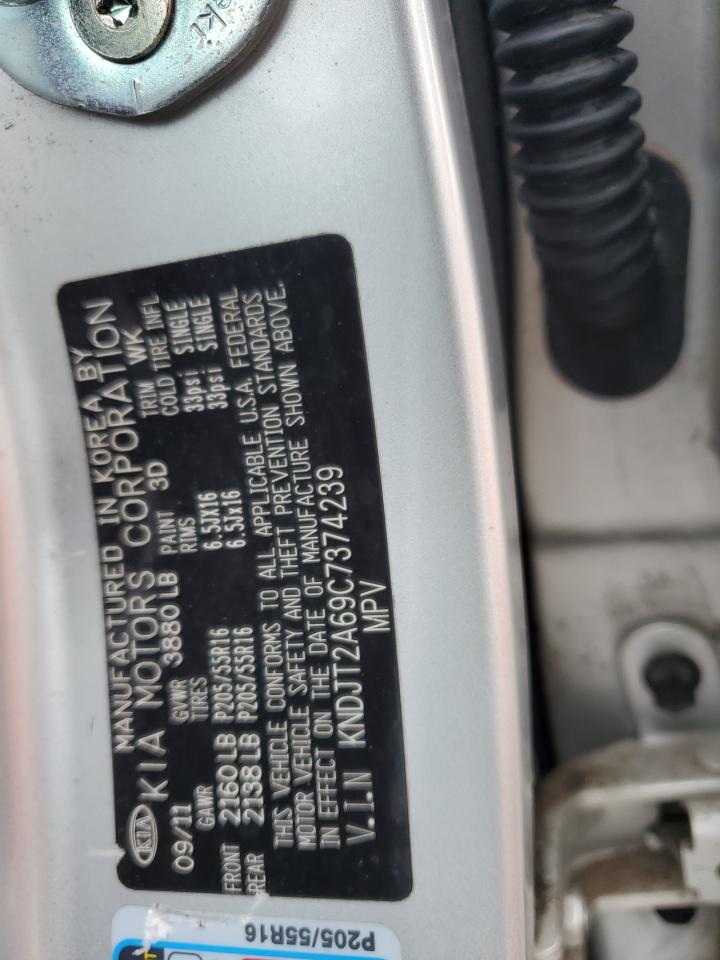 MANUFACTURED IN KOREA, BY
KIA KIA MOTORS CORPORATION
09/11 3880 LB PAINT 3D TRIM WK
GAWR GVWR TIRES RIMS COLD TIRE INFL
FRONT 2160 LB P205/55R16 6.5JX16 33psi SINGLE
REAR 2138 LB P205/55R16 6.5Jx16 33psi SINGLE
THIS VEHICLE CONFORMS TO ALL APPLICABLE U.S.A. FEDERAL
MOTOR VEHICLE SAFETY AND THEFT PREVENTION STANDARDS
IN EFFECT ON THE DATE OF MANUFACTURE SHOWN ABOVE.
V.I.N KNDJT2A69C7374239
MPV
P205/55R16